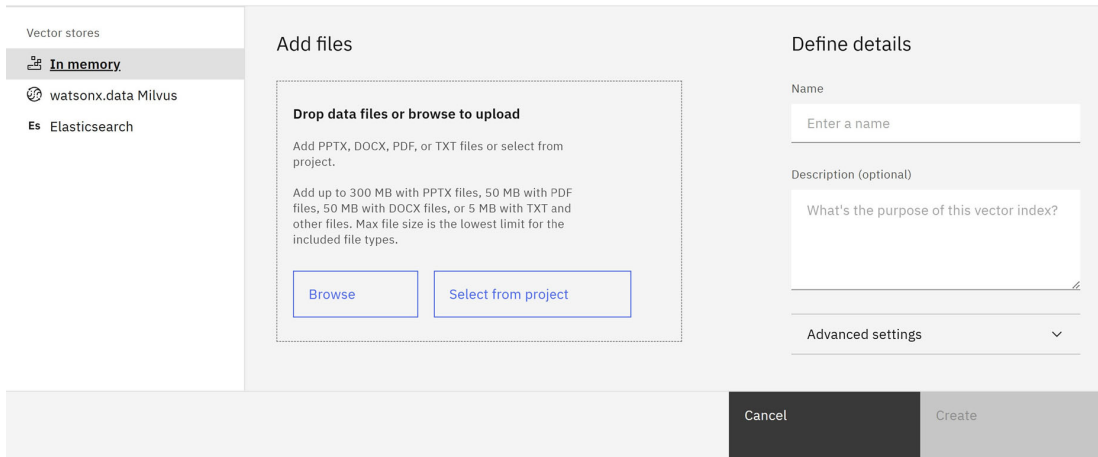 Vector stores
In memory
watsonx.data Milvus
Es Elasticsearch
Add files
Drop data files or browse to upload
Add PPTX, DOCX, PDF, or TXT files or select from
project.
Add up to 300 MB with PPTX files, 50 MB with PDF
files, 50 MB with DOCX files, or 5 MB with TXT and
other files. Max file size is the lowest limit for the
included file types.
Browse
Select from project
Define details
Name
Enter a name
Description (optional)
What's the purpose of this vector index?
Advanced settings
Cancel
Create